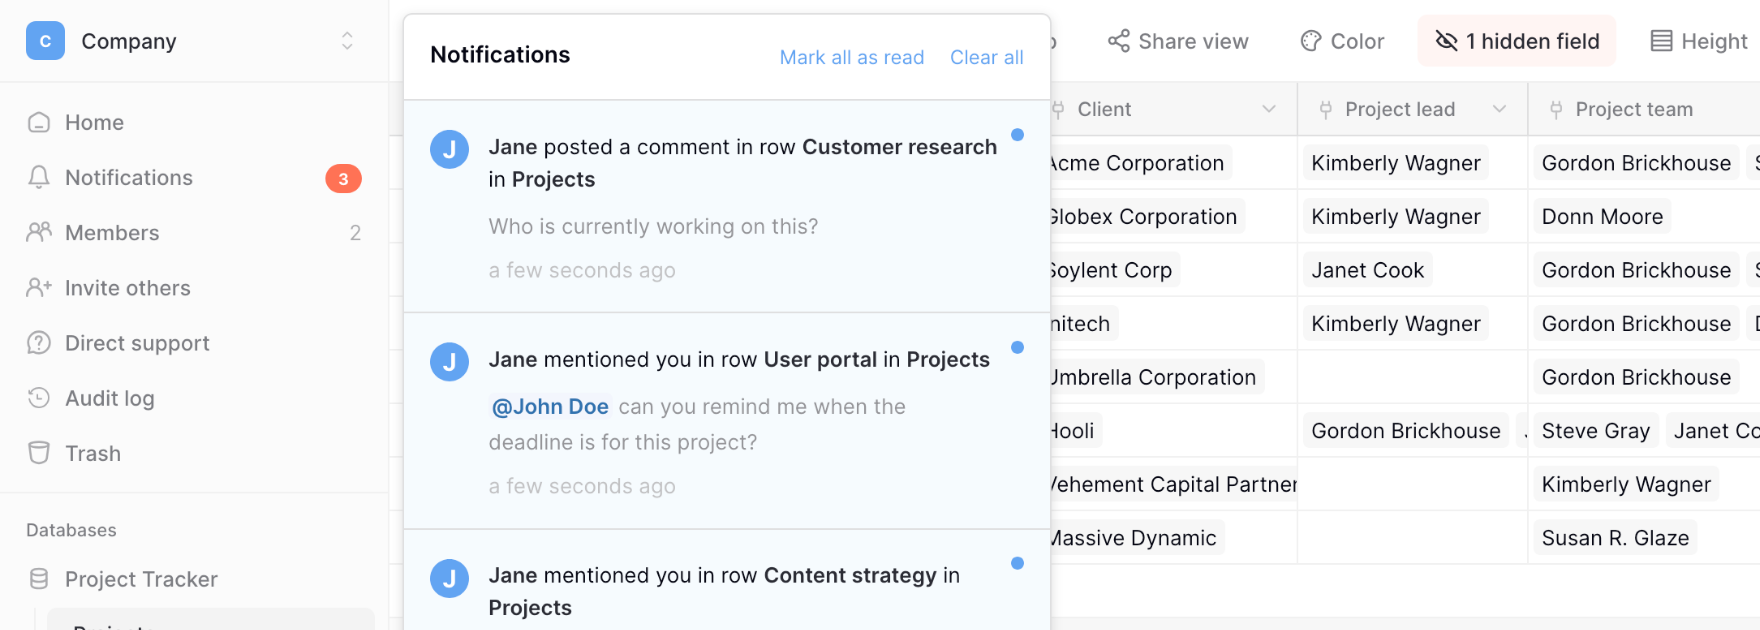 C Company
Home
Notifications 3
Members 2
Invite others
Direct support
Audit log
Trash
Databases
Project Tracker
Projects
Notifications Mark all as read Clear all
J Jane posted a comment in row Customer research
in Projects
Who is currently working on this?
a few seconds ago
J Jane mentioned you in row User portal in Projects
@John Doe can you remind me when the
deadline is for this project?
a few seconds ago
J Jane mentioned you in row Content strategy in
Projects
Share view Color 1 hidden field Height
Client Project lead Project team
Acme Corporation Kimberly Wagner Gordon Brickhouse
Globex Corporation Kimberly Wagner Donn Moore
Soylent Corp Janet Cook Gordon Brickhouse
Initech Kimberly Wagner Gordon Brickhouse
Umbrella Corporation Gordon Brickhouse
Hooli Gordon Brickhouse Steve Gray Janet Co
Vehement Capital Partner Kimberly Wagner
Massive Dynamic Susan R. Glaze